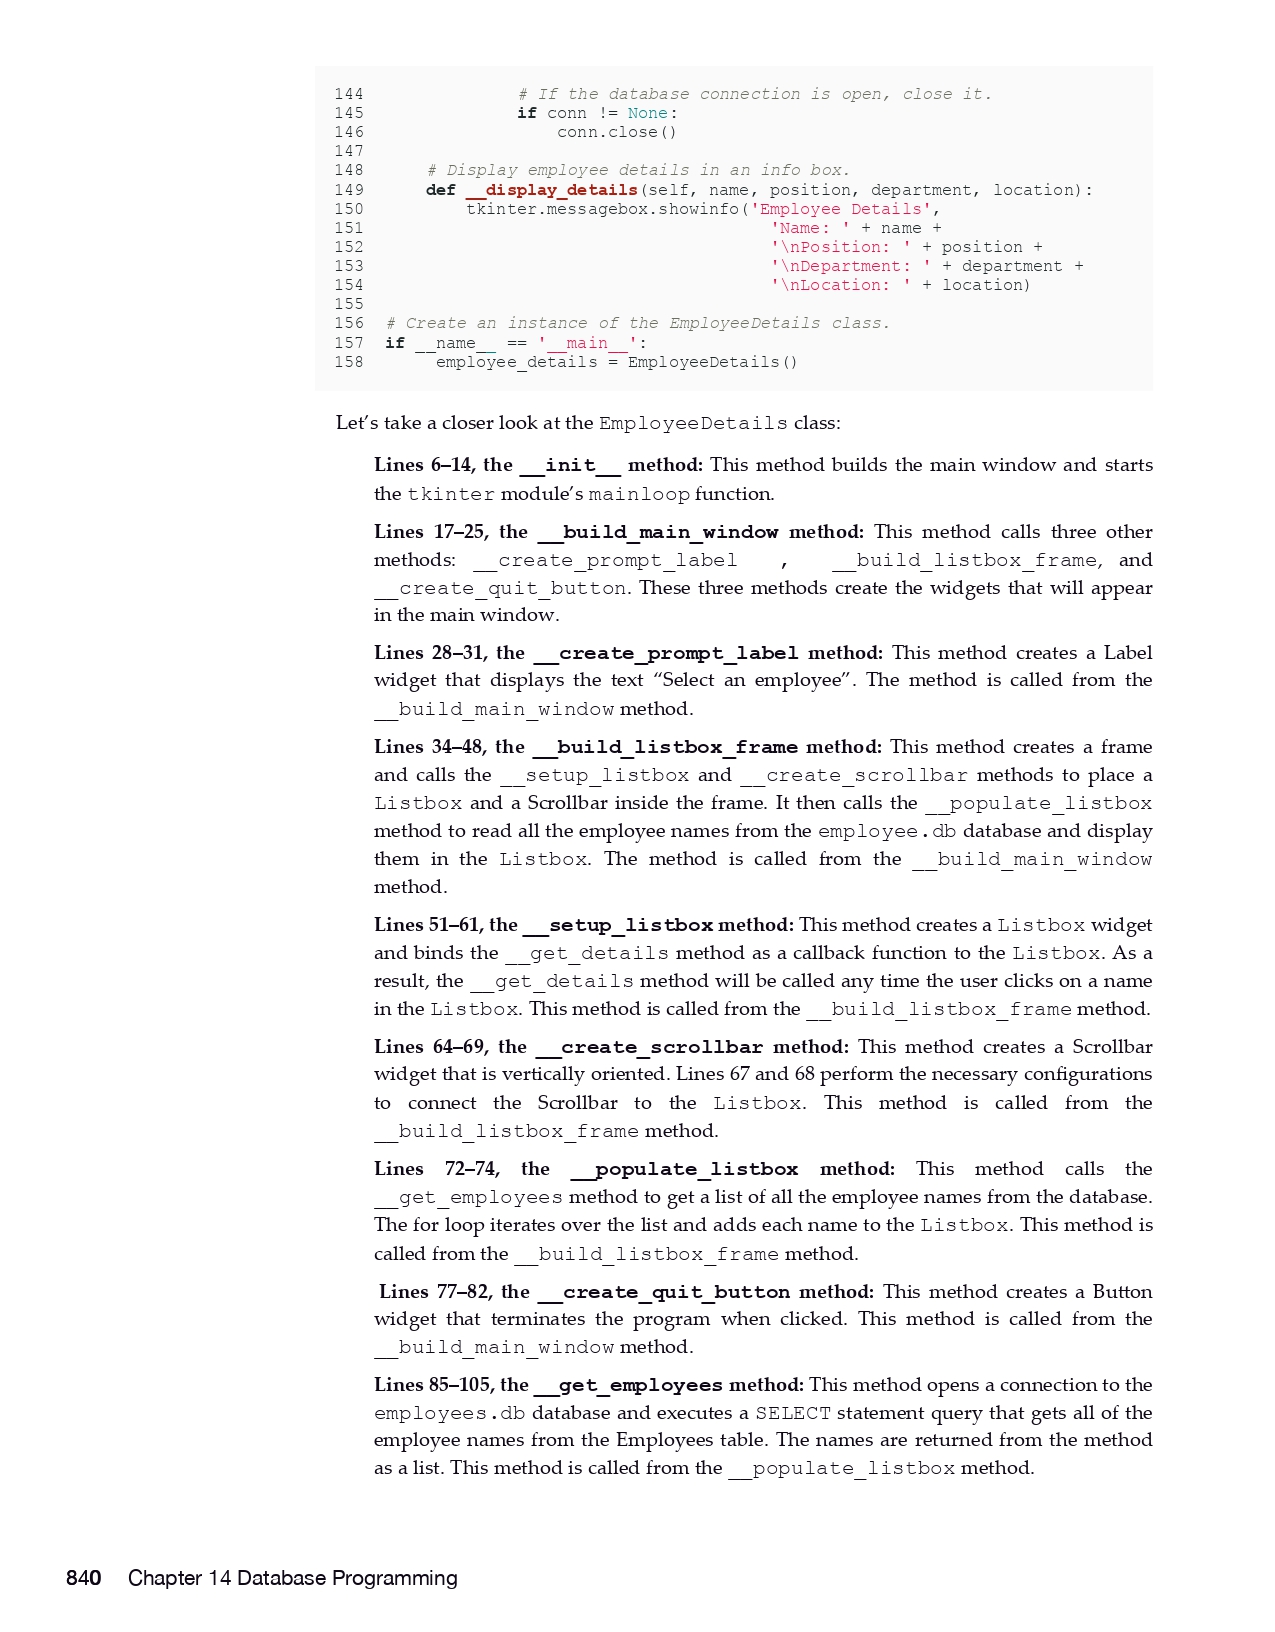 144 # If the database connection is open, close it.
145 if conn != None:
146 conn.close()
147
148 # Display employee details in an info box.
149 def __display_details(self, name, position, department, location):
150 tkinter.messagebox.showinfo('Employee Details',
151 'Name: ' + name +
152 '\nPosition: ' + position +
153 '\nDepartment: ' + department +
154 '\nLocation: ' + location)
155
156 # Create an instance of the EmployeeDetails class.
157 if __name__ == '__main__':
158 employee_details = EmployeeDetails()
Let’s take a closer look at the EmployeeDetails class:
Lines 6–14, the __init__ method: This method builds the main window and starts
the tkinter module’s mainloop function.
Lines 17–25, the __build_main_window method: This method calls three other
methods: __create_prompt_label , __build_listbox_frame, and
__create_quit_button. These three methods create the widgets that will appear
in the main window.
Lines 28–31, the __create_prompt_label method: This method creates a Label
widget that displays the text “Select an employee”. The method is called from the
__build_main_window method.
Lines 34–48, the __build_listbox_frame method: This method creates a frame
and calls the __setup_listbox and __create_scrollbar methods to place a
Listbox and a Scrollbar inside the frame. It then calls the __populate_listbox
method to read all the employee names from the employee.db database and display
them in the Listbox. The method is called from the __build_main_window
method.
Lines 51–61, the __setup_listbox method: This method creates a Listbox widget
and binds the __get_details method as a callback function to the Listbox. As a
result, the __get_details method will be called any time the user clicks on a name
in the Listbox. This method is called from the __build_listbox_frame method.
Lines 64–69, the __create_scrollbar method: This method creates a Scrollbar
widget that is vertically oriented. Lines 67 and 68 perform the necessary configurations
to connect the Scrollbar to the Listbox. This method is called from the
__build_listbox_frame method.
Lines 72–74, the __populate_listbox method: This method calls the
__get_employees method to get a list of all the employee names from the database.
The for loop iterates over the list and adds each name to the Listbox. This method is
called from the __build_listbox_frame method.
Lines 77–82, the __create_quit_button method: This method creates a Button
widget that terminates the program when clicked. This method is called from the
__build_main_window method.
Lines 85–105, the __get_employees method: This method opens a connection to the
employees.db database and executes a SELECT statement query that gets all of the
employee names from the Employees table. The names are returned from the method
as a list. This method is called from the __populate_listbox method.
840 Chapter 14 Database Programming